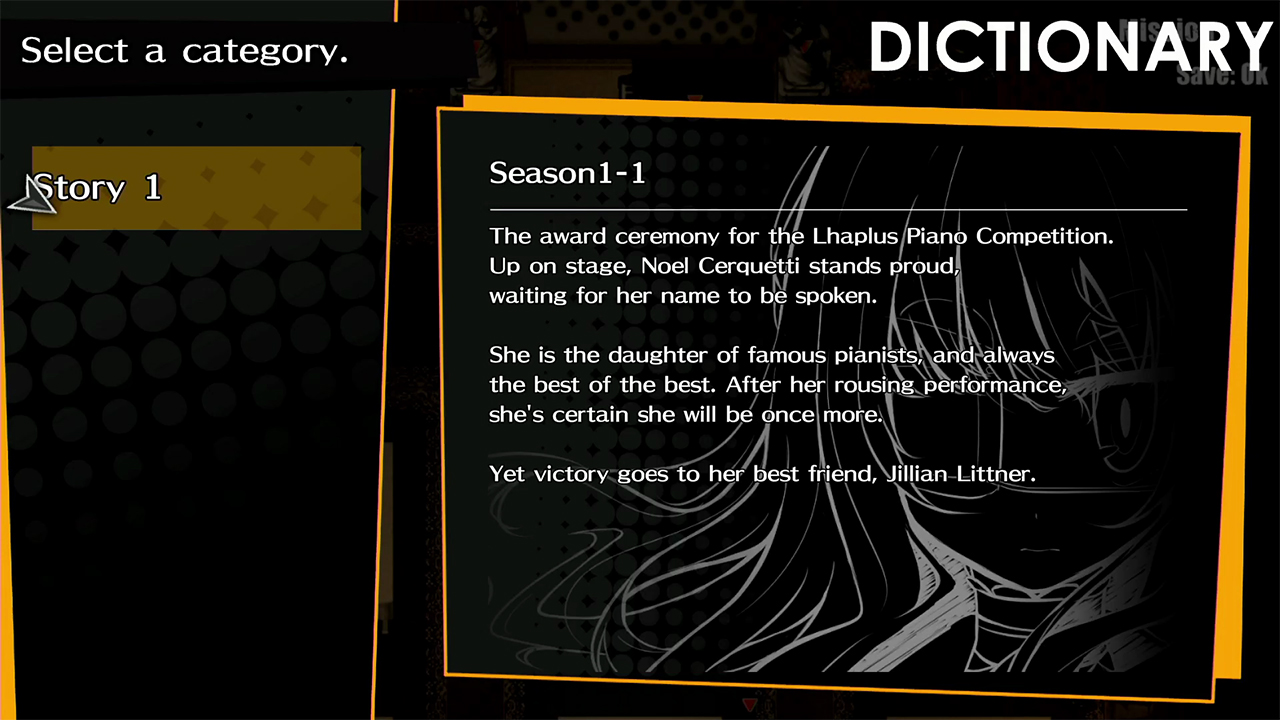 Select a category.
DICTIONARY
Mission
Save: Ok
Story 1
Season1-1
The award ceremony for the Lhaplus Piano Competition.
Up on stage, Noel Cerquetti stands proud,
waiting for her name to be spoken.
She is the daughter of famous pianists, and always
the best of the best. After her rousing performance,
she's certain she will be once more.
Yet victory goes to her best friend, Jillian Littner.